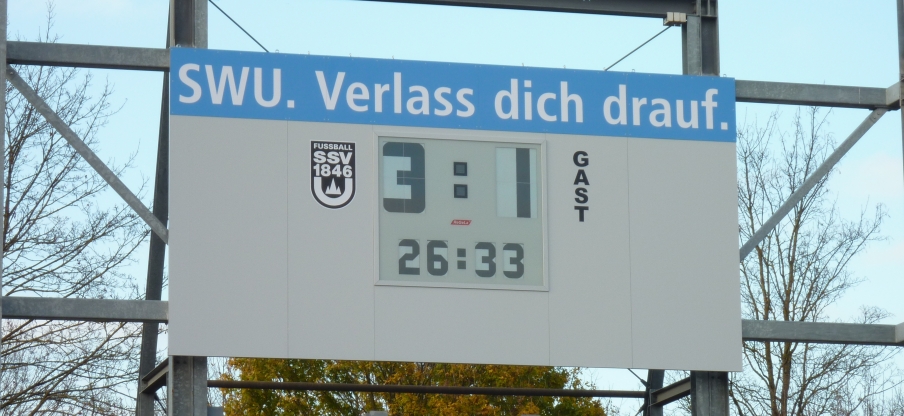 SWU. Verlass dich drauf.
FUSSBALL
SSV
1846
U
3:1
GAST
26:33